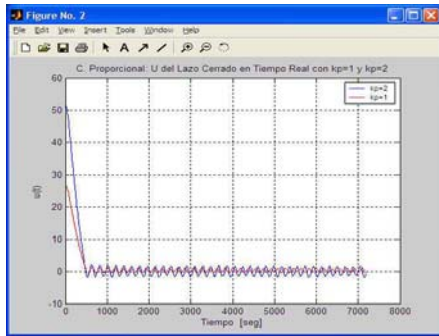 Figure No. 2
File Edit View Insert Tools Window Help
C. Proporcional: U del Lazo Cerrado en Tiempo Real con kp=1 y kp=2
kp=2
kp=1
60
50
40
30
20
10
0
-10
u(t)
0 1000 2000 3000 4000 5000 6000 7000 8000
Tiempo [seg]